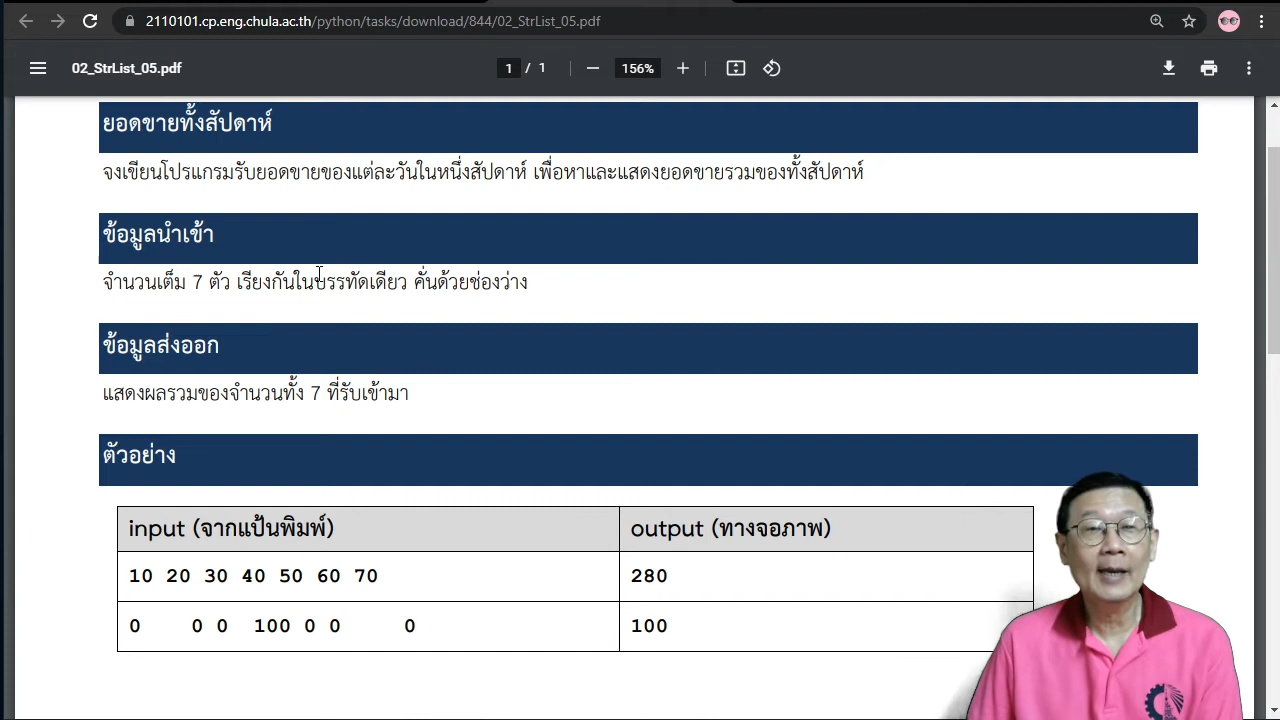 2110101.cp.eng.chula.ac.th/python/tasks/download/844/02_StrList_05.pdf
02_StrList_05.pdf
1 / 1
156%
ยอดขายทั้งสัปดาห์
จงเขียนโปรแกรมรับยอดขายของแต่ละวันในหนึ่งสัปดาห์ เพื่อหาและแสดงยอดขายรวมของทั้งสัปดาห์
ข้อมูลนำเข้า
จำนวนเต็ม 7 ตัว เรียงกันในบรรทัดเดียว คั่นด้วยช่องว่าง
ข้อมูลส่งออก
แสดงผลรวมของจำนวนทั้ง 7 ที่รับเข้ามา
ตัวอย่าง
input (จากแป้นพิมพ์) output (ทางจอภาพ)
10 20 30 40 50 60 70 280
0 0 0 100 0 0 0 100